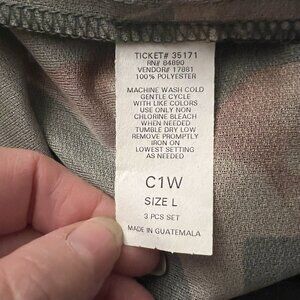 TICKET# 35171
RN# 84890
VENDOR# 17881
100% POLYESTER
MACHINE WASH COLD
GENTLE CYCLE
WITH LIKE COLORS
USE ONLY NON
CHLORINE BLEACH
WHEN NEEDED
TUMBLE DRY LOW
REMOVE PROMPTLY
IRON ON
LOWEST SETTING
AS NEEDED
C1W
SIZE L
3 PCS SET
MADE IN GUATEMALA